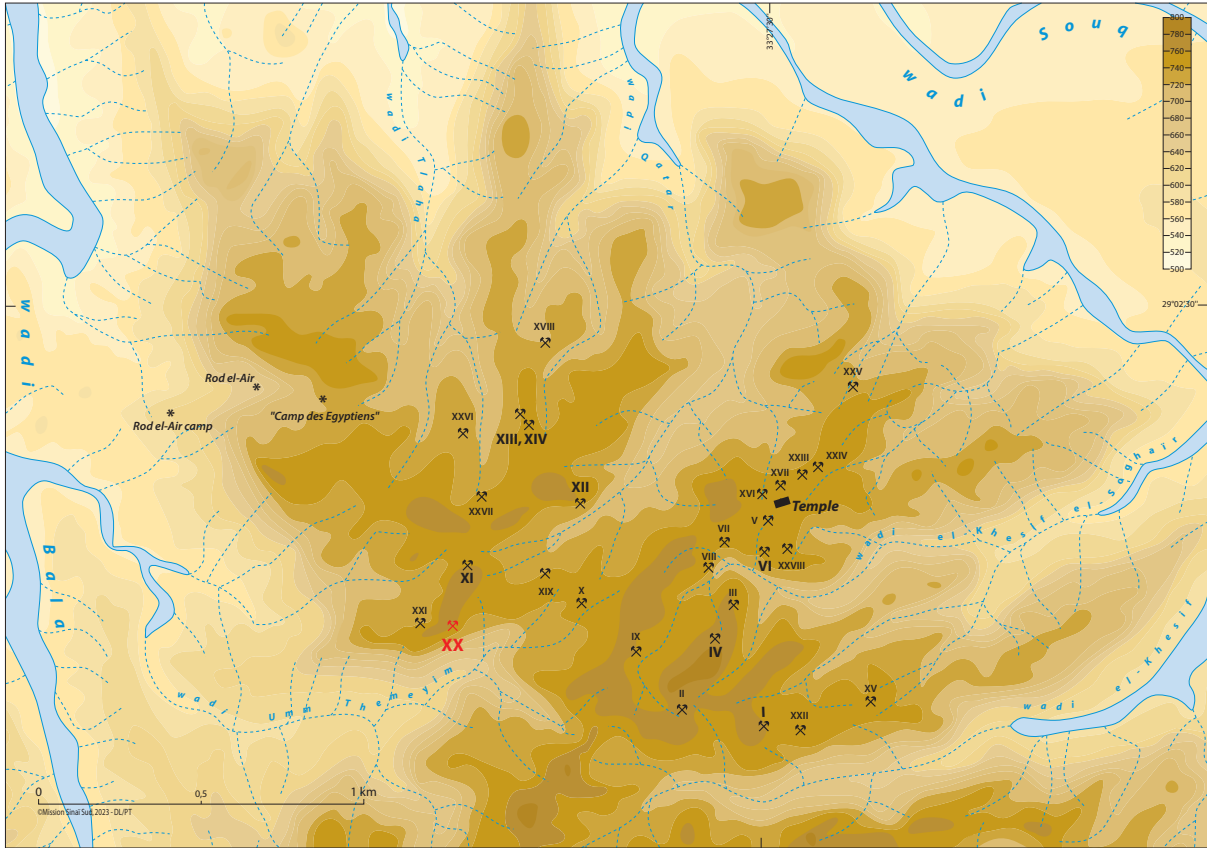 33°27'30"
wadi Souq
800
780
760
740
720
700
680
660
640
620
600
580
560
540
520
500
wadi Tlaha
wadi Qatar
29°02'30"
wadi Bala
XVIII
Rod el-Air
"Camp des Egyptiens"
Rod el-Air camp
XXV
XXVI
XIII, XIV
XXIV
XXIII
XVII
XII
XVI
Temple
XXVII
V
wadi el-Khesif el-Soghair
VII
VI
XXVIII
VIII
XI
XIX
X
III
XXI
XX
IX
IV
wadi Umm Themeyim
II
XV
wadi el-Khesif
I
XXII
0
0,5
1 km
©Mission Sinaï Sud, 2023 - DL/PT